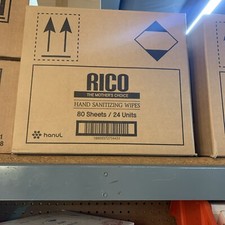 RICO
THE MOTHER'S CHOICE
HAND SANITIZING WIPES
80 Sheets / 24 Units
hanul